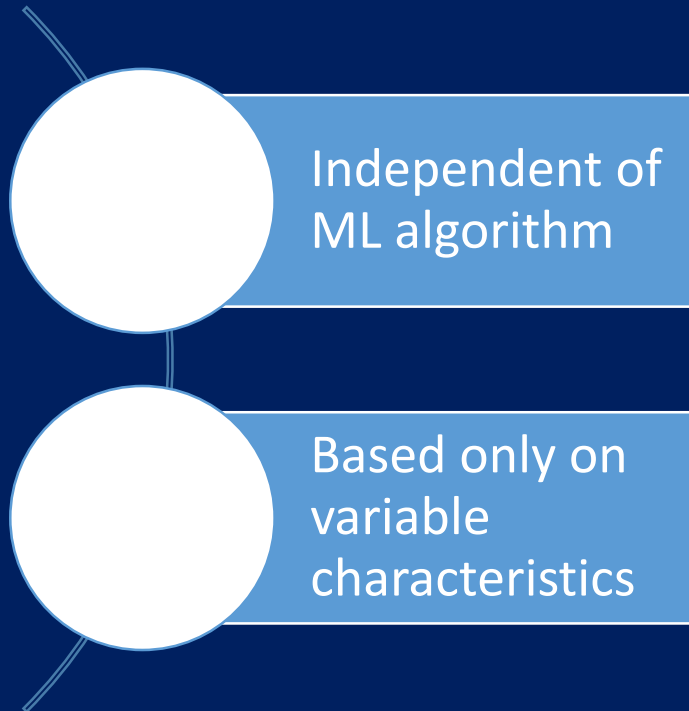 Independent of
ML algorithm
Based only on
variable
characteristics